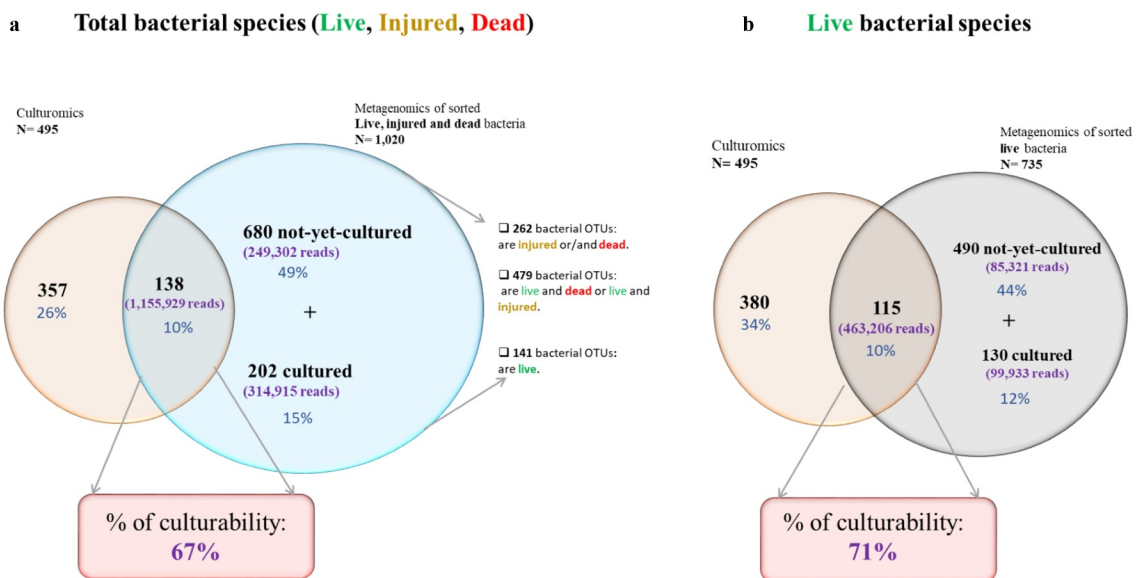 a
Total bacterial species (Live, Injured, Dead)
Culturomics
N= 495
Metagenomics of sorted
Live, injured and dead bacteria
N= 1,020
357
26%
138
(1,155,929 reads)
10%
680 not-yet-cultured
(249,302 reads)
49%
+
202 cultured
(314,915 reads)
15%
❑ 262 bacterial OTUs:
are injured or/and dead.
❑ 479 bacterial OTUs:
are live and dead or live and
injured.
❑ 141 bacterial OTUs:
are live.
% of culturability:
67%
b
Live bacterial species
Culturomics
N= 495
Metagenomics of sorted
live bacteria
N= 735
380
34%
115
(463,206 reads)
10%
490 not-yet-cultured
(85,321 reads)
44%
+
130 cultured
(99,933 reads)
12%
% of culturability:
71%